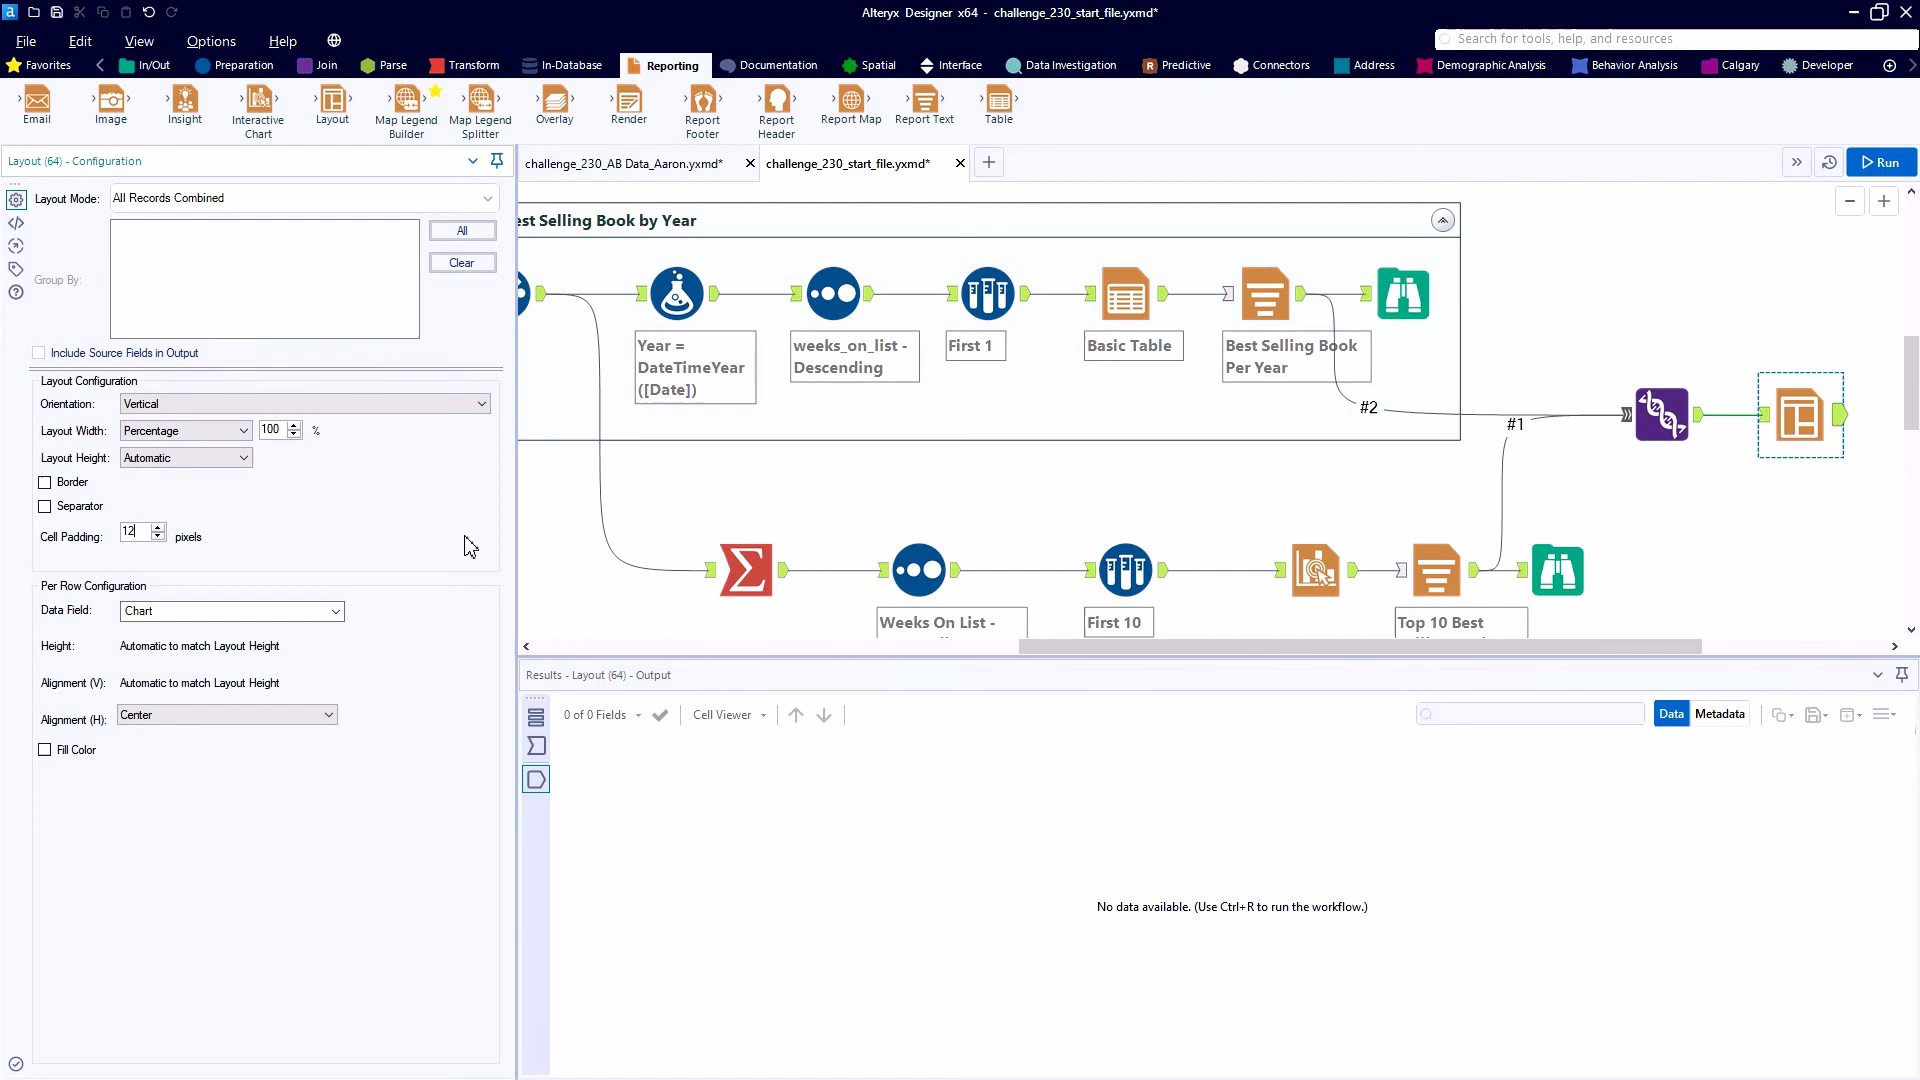 Alteryx Designer x64 - challenge_230_start_file.yxmd*
File Edit View Options Help
Search for tools, help, and resources
Favorites In/Out Preparation Join Parse Transform In-Database Reporting Documentation Spatial Interface Data Investigation Predictive Connectors Address Demographic Analysis Behavior Analysis Calgary Developer
Email Image Insight Interactive Chart Layout Map Legend Builder Map Legend Splitter Overlay Render Report Footer Report Header Report Map Report Text Table
Layout (64) - Configuration
challenge_230_AB Data_Aaron.yxmd*
challenge_230_start_file.yxmd*
Run
Layout Mode: All Records Combined
All
Clear
Group By:
Include Source Fields in Output
Layout Configuration
Orientation: Vertical
Layout Width: Percentage 100 %
Layout Height: Automatic
Border
Separator
Cell Padding: 12 pixels
Per Row Configuration
Data Field: Chart
Height: Automatic to match Layout Height
Alignment (V): Automatic to match Layout Height
Alignment (H): Center
Fill Color
est Selling Book by Year
Year =
DateTimeYear
([Date])
weeks_on_list -
Descending
First 1
Basic Table
Best Selling Book
Per Year
#2
#1
Weeks On List -
First 10
Top 10 Best
Results - Layout (64) - Output
0 of 0 Fields Cell Viewer Data Metadata
No data available. (Use Ctrl+R to run the workflow.)